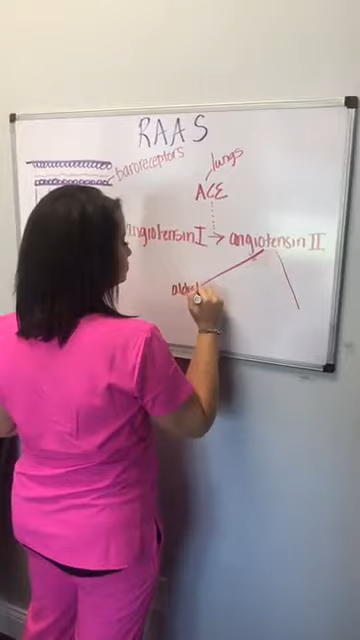 RAAS
baroreceptors
lungs
ACE
angiotensin I → angiotensin II